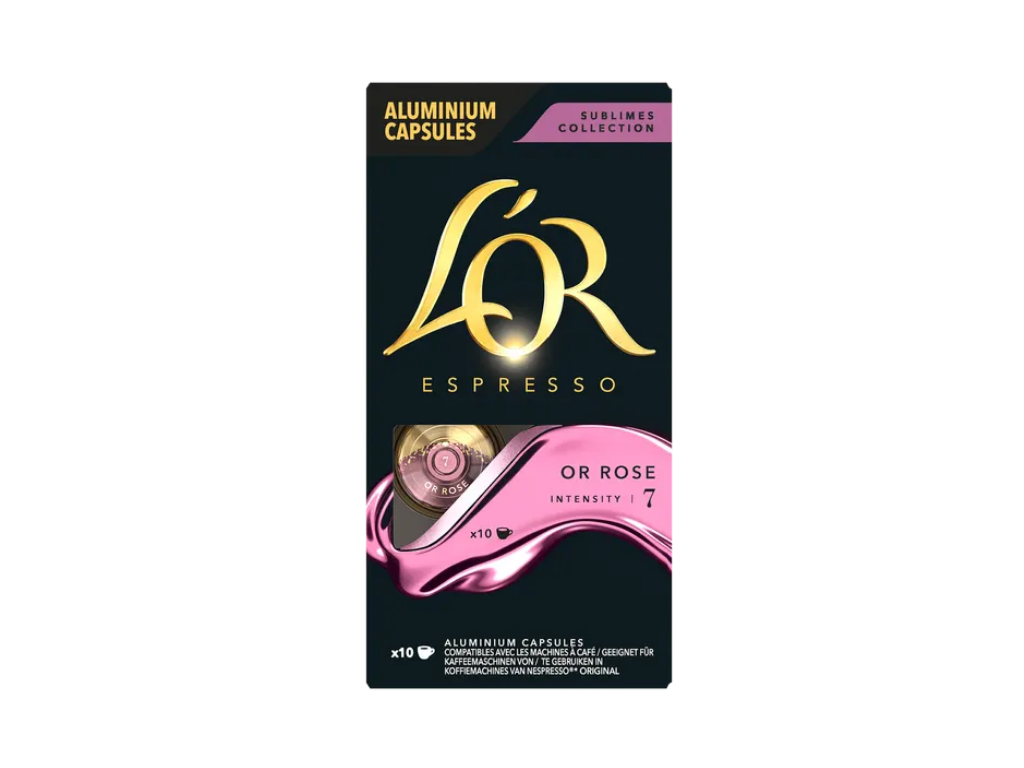 ALUMINIUM
CAPSULES
SUBLIMES
COLLECTION
L'OR
ESPRESSO
7
OR ROSE
OR ROSE
INTENSITY | 7
x10
x10
ALUMINIUM CAPSULES
COMPATIBLES AVEC LES MACHINES À CAFÉ / GEEIGNET FÜR
KAFFEEMASCHINEN VON / TE GEBRUIKEN IN
KOFFIEMACHINES VAN NESPRESSO®* ORIGINAL